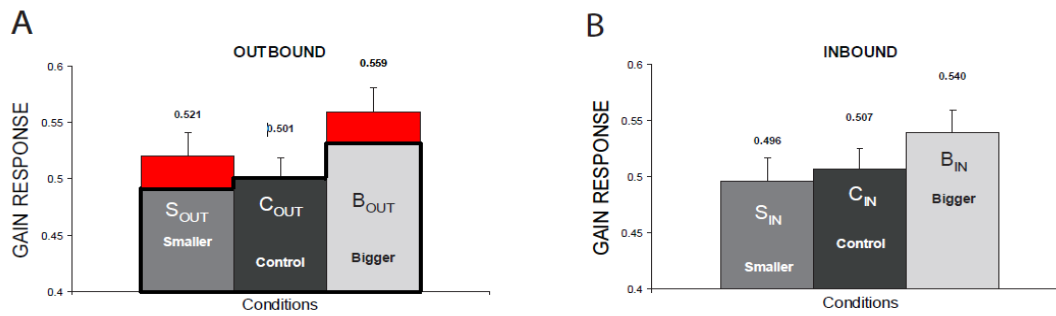 A
OUTBOUND
GAIN RESPONSE
0.6
0.55
0.5
0.45
0.4
0.521
0.501
0.559
SOUT
Smaller
COUT
Control
BOUT
Bigger
Conditions
B
INBOUND
GAIN RESPONSE
0.6
0.55
0.5
0.45
0.4
0.496
0.507
0.540
SIN
Smaller
CIN
Control
BIN
Bigger
Conditions